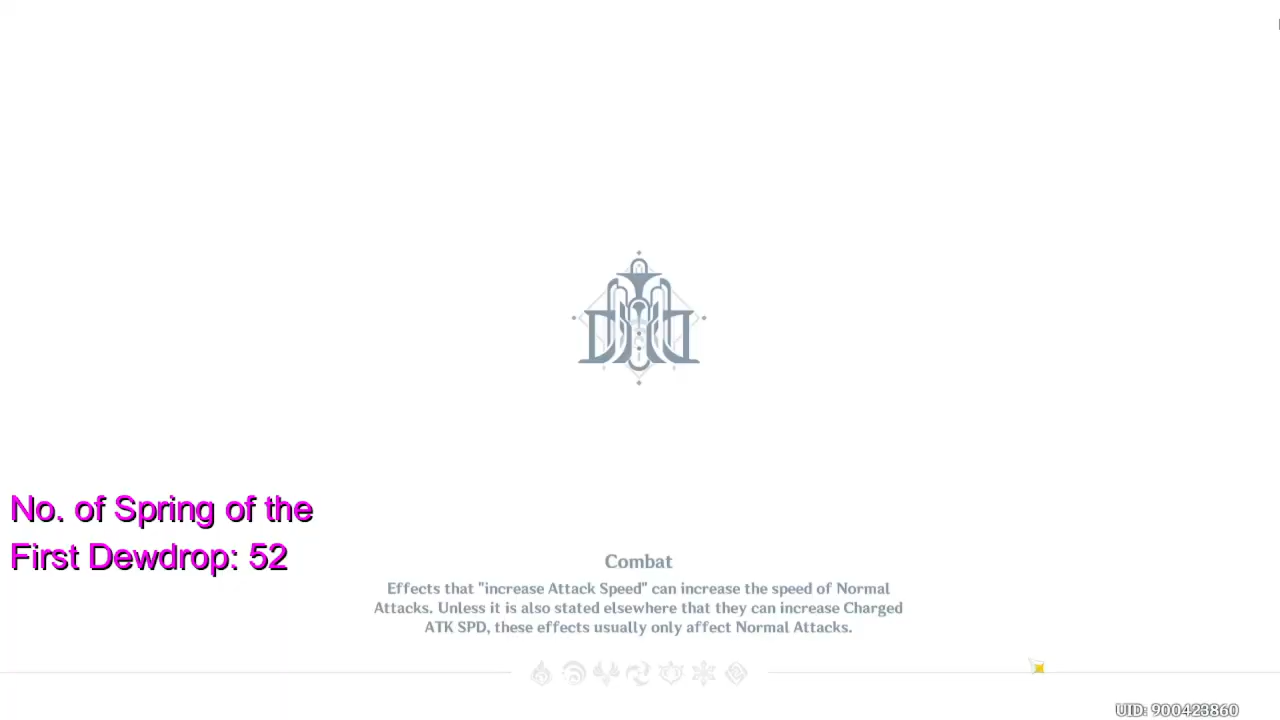 No. of Spring of the
First Dewdrop: 52
Combat
Effects that "increase Attack Speed" can increase the speed of Normal
Attacks. Unless it is also stated elsewhere that they can increase Charged
ATK SPD, these effects usually only affect Normal Attacks.
UID: 900423860